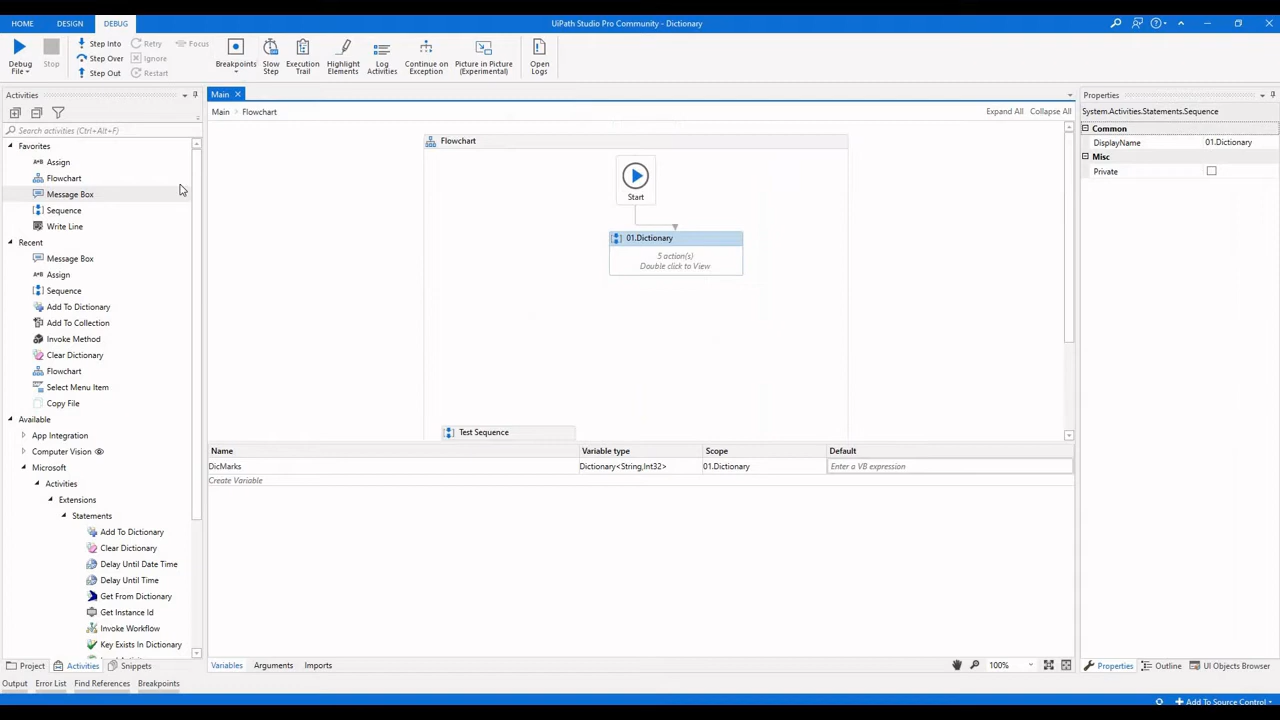 HOME DESIGN DEBUG UiPath Studio Pro Community - Dictionary
Debug File
Stop
Step Into
Step Over
Step Out
Retry
Ignore
Restart
Focus
Breakpoints
Slow Step
Execution Trail
Highlight Elements
Log Activities
Continue on Exception
Picture in Picture (Experimental)
Open Logs
Activities
Search activities (Ctrl+Alt+F)
Favorites
Assign
Flowchart
Message Box
Sequence
Write Line
Recent
Message Box
Assign
Sequence
Add To Dictionary
Add To Collection
Invoke Method
Clear Dictionary
Flowchart
Select Menu Item
Copy File
Available
App Integration
Computer Vision
Microsoft
Activities
Extensions
Statements
Add To Dictionary
Clear Dictionary
Delay Until Date Time
Delay Until Time
Get From Dictionary
Get Instance Id
Invoke Workflow
Key Exists In Dictionary
Project Activities Snippets
Main
Main > Flowchart Expand All Collapse All
Flowchart
Start
01.Dictionary
5 action(s)
Double click to View
Test Sequence
Name Variable type Scope Default
DicMarks Dictionary<String,Int32> 01.Dictionary Enter a VB expression
Create Variable
Variables Arguments Imports 100%
Properties
System.Activities.Statements.Sequence
Common
DisplayName 01.Dictionary
Misc
Private
Properties Outline UI Objects Browser
Output Error List Find References Breakpoints
Add To Source Control